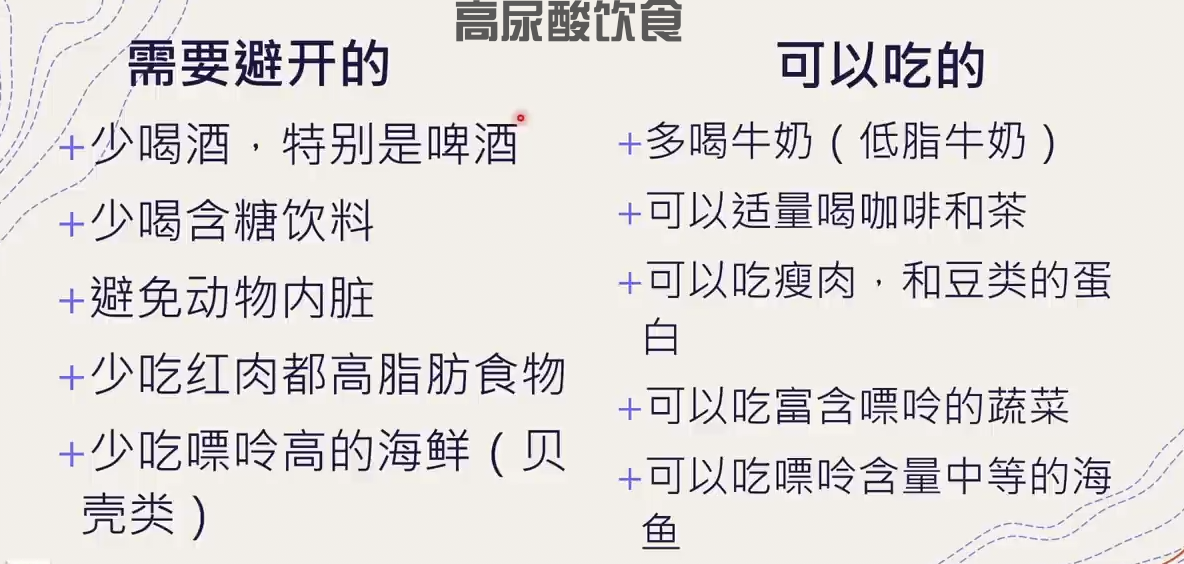 高尿酸饮食
需要避开的
+少喝酒，特别是啤酒
+少喝含糖饮料
+避免动物内脏
+少吃红肉都高脂肪食物
+少吃嘌呤高的海鲜（贝
壳类）
可以吃的
+多喝牛奶（低脂牛奶）
+可以适量喝咖啡和茶
+可以吃瘦肉，和豆类的蛋
白
+可以吃富含嘌呤的蔬菜
+可以吃嘌呤含量中等的海
鱼